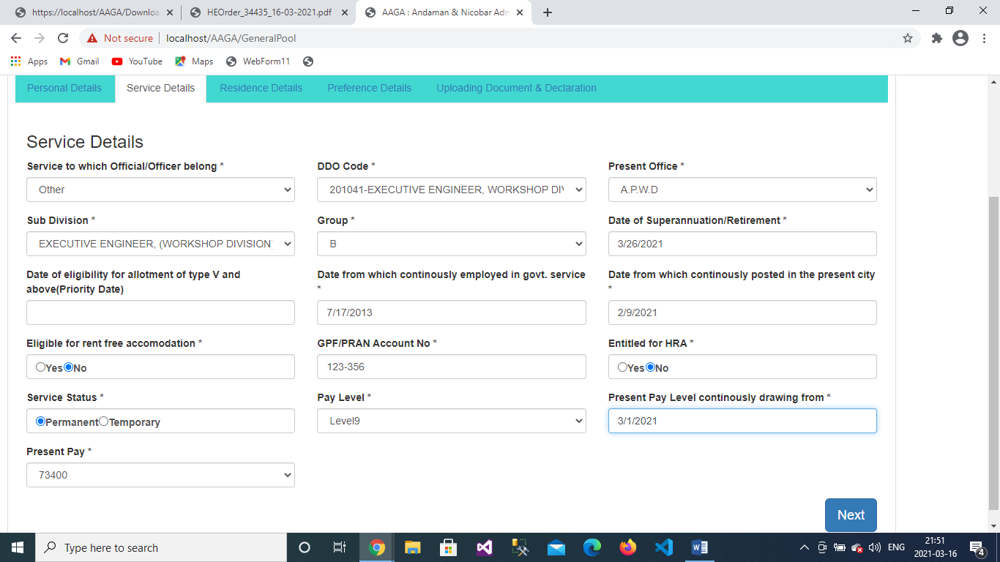 https://localhost/AAGA/Downloa
HEOrder_34435_16-03-2021.pdf
AAGA : Andaman & Nicobar Adm
Not secure
localhost/AAGA/GeneralPool
Apps
Gmail
YouTube
Maps
WebForm11
Personal Details
Service Details
Residence Details
Preference Details
Uploading Document & Declaration
Service Details
Service to which Official/Officer belong *
DDO Code *
Present Office *
Other
201041-EXECUTIVE ENGINEER, WORKSHOP DIV
A.P.W.D
Sub Division *
Group *
Date of Superannuation/Retirement *
EXECUTIVE ENGINEER, (WORKSHOP DIVISION)
B
3/26/2021
Date of eligibility for allotment of type V and
above(Priority Date)
Date from which continously employed in govt. service
*
Date from which continously posted in the present city
*
7/17/2013
2/9/2021
Eligible for rent free accomodation *
GPF/PRAN Account No *
Entitled for HRA *
Yes No
123-356
Yes No
Service Status *
Pay Level *
Present Pay Level continously drawing from *
Permanent Temporary
Level9
3/1/2021
Present Pay *
73400
Next
Type here to search
ENG
21:51
2021-03-16
4